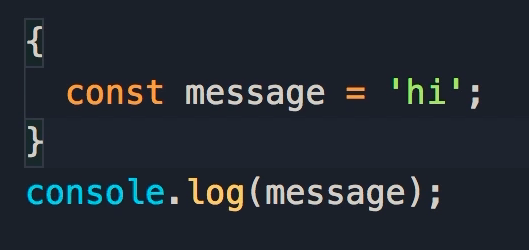 {
  const message = 'hi';
}
console.log(message);